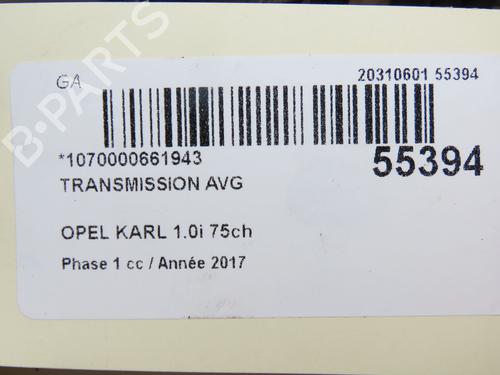 GA
20310601 55394
*1070000661943
55394
TRANSMISSION AVG
OPEL KARL 1.0i 75ch
Phase 1 cc / Année 2017
B-PARTS